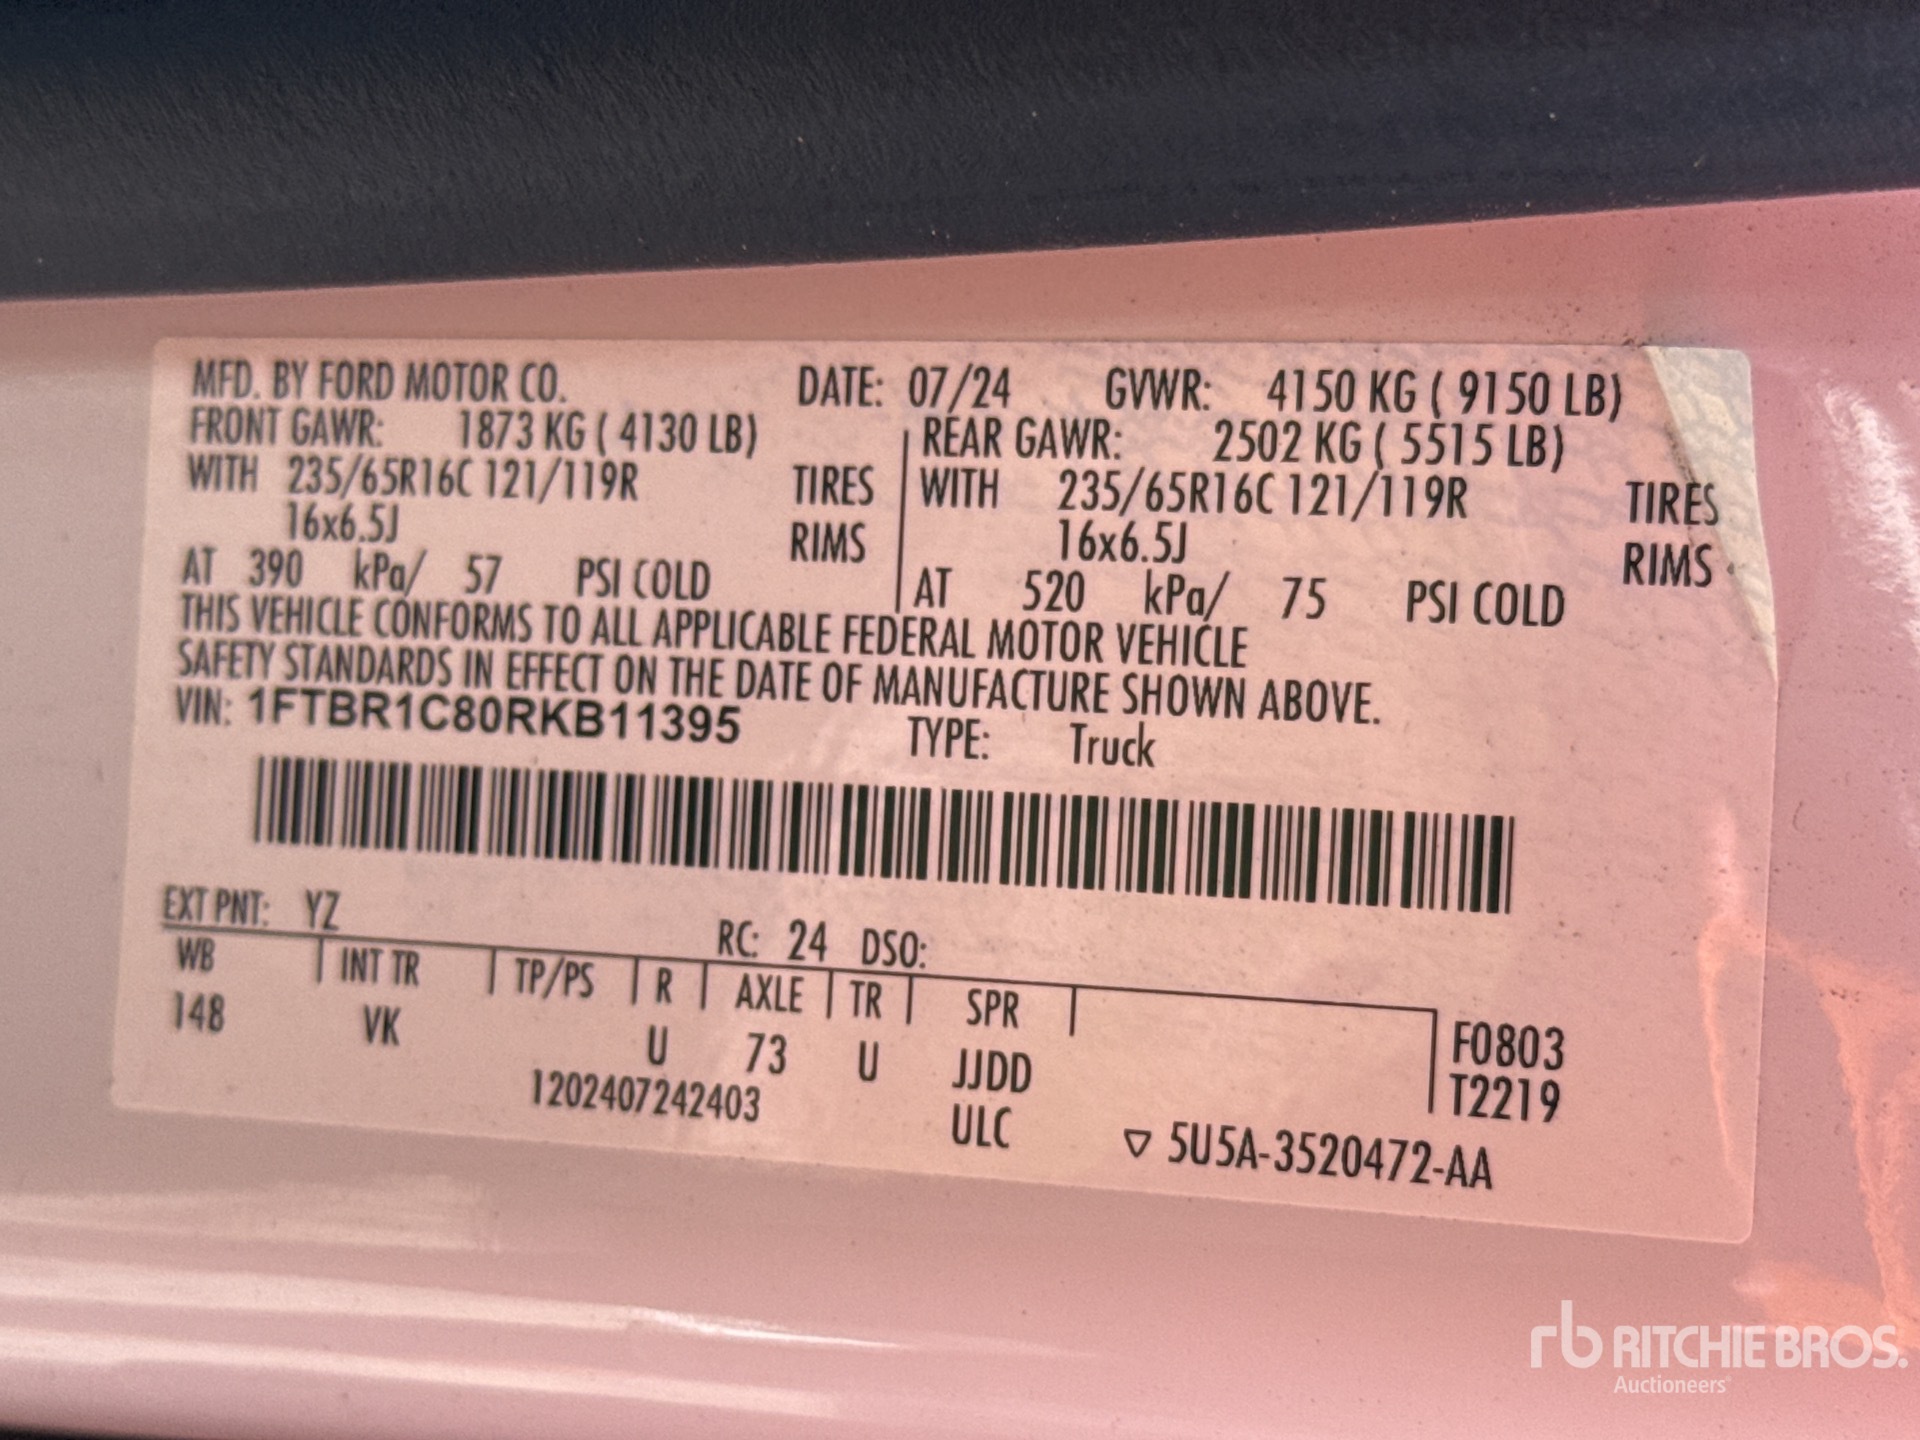 MFD. BY FORD MOTOR CO. DATE: 07/24 GVWR: 4150 KG ( 9150 LB)
FRONT GAWR: 1873 KG ( 4130 LB) REAR GAWR: 2502 KG ( 5515 LB)
WITH 235/65R16C 121/119R TIRES WITH 235/65R16C 121/119R TIRES
16x6.5J RIMS 16x6.5J RIMS
AT 390 kPa/ 57 PSI COLD AT 520 kPa/ 75 PSI COLD
THIS VEHICLE CONFORMS TO ALL APPLICABLE FEDERAL MOTOR VEHICLE
SAFETY STANDARDS IN EFFECT ON THE DATE OF MANUFACTURE SHOWN ABOVE.
VIN: 1FTBR1C80RKB11395 TYPE: Truck
EXT PNT: YZ RC: 24 DSO:
WB INT TR TP/PS R AXLE TR SPR
148 VK U 73 U JJDD F0803
1202407242403 ULC T2219
▽ 5U5A-3520472-AA
rb RITCHIE BROS.
Auctioneers